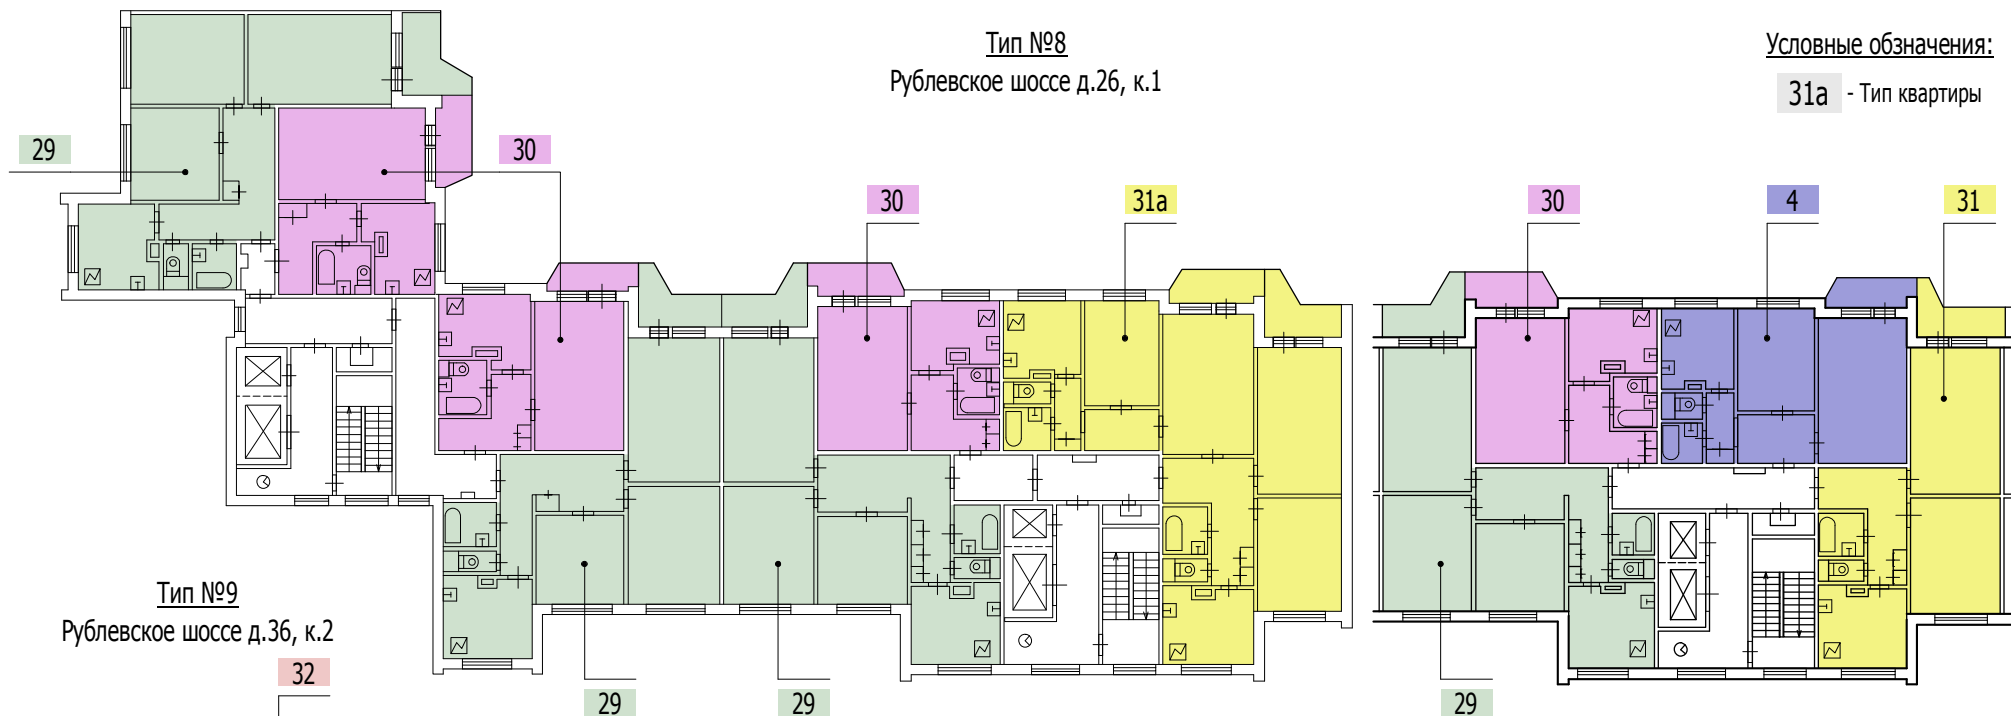 Тип №8
Рублевское шоссе д.26, к.1
Условные обзначения:
31а - Тип квартиры
29
30
30
31а
30
4
31
Тип №9
Рублевское шоссе д.36, к.2
32
29
29
29